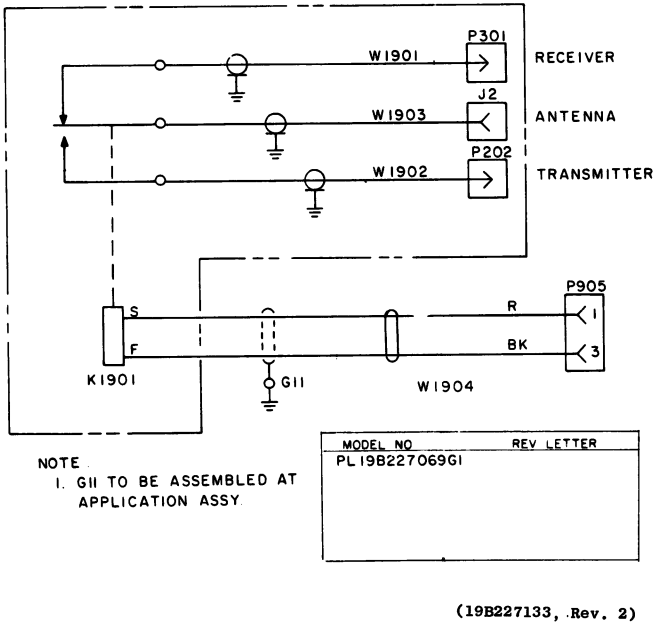 P301
W1901
RECEIVER
J2
W1903
ANTENNA
P202
W1902
TRANSMITTER
P905
S
R
1
F
BK
3
K1901
G11
W1904
NOTE
1. G11 TO BE ASSEMBLED AT
APPLICATION ASSY.
MODEL NO REV LETTER
PL19B227069G1
(19B227133, Rev. 2)